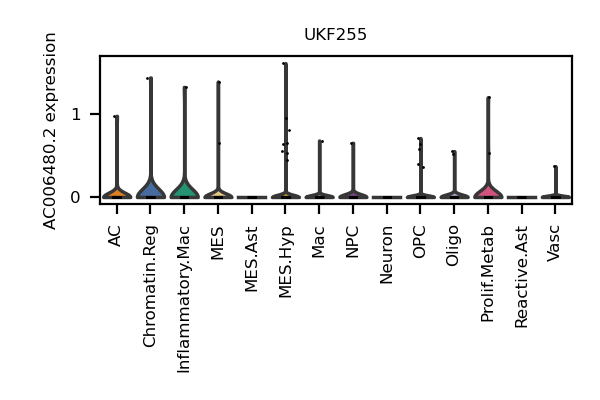 UKF255
AC006480.2 expression
1
0
AC
Chromatin.Reg
Inflammatory.Mac
MES
MES.Ast
MES.Hyp
Mac
NPC
Neuron
OPC
Oligo
Prolif.Metab
Reactive.Ast
Vasc